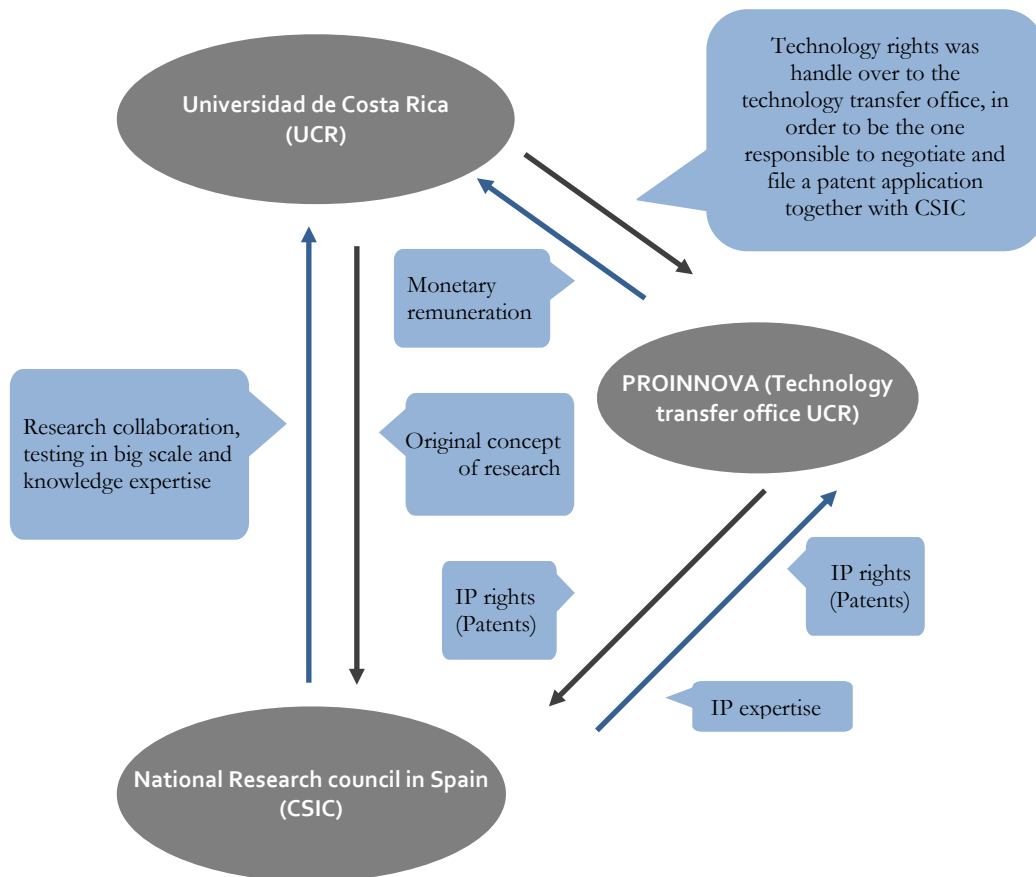 Universidad de Costa Rica
(UCR)
Technology rights was
handle over to the
technology transfer office, in
order to be the one
responsible to negotiate and
file a patent application
together with CSIC
Monetary
remuneration
PROINNOVA (Technology
transfer office UCR)
Research collaboration,
testing in big scale and
knowledge expertise
Original concept
of research
IP rights
(Patents)
IP rights
(Patents)
IP expertise
National Research council in Spain
(CSIC)